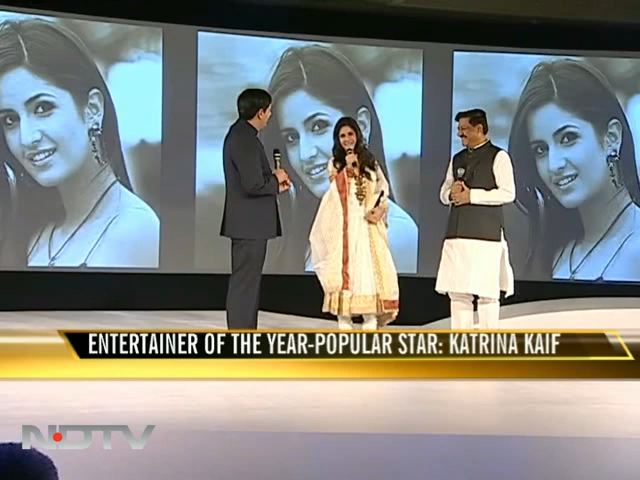 ENTERTAINER OF THE YEAR-POPULAR STAR: KATRINA KAIF
NDTV